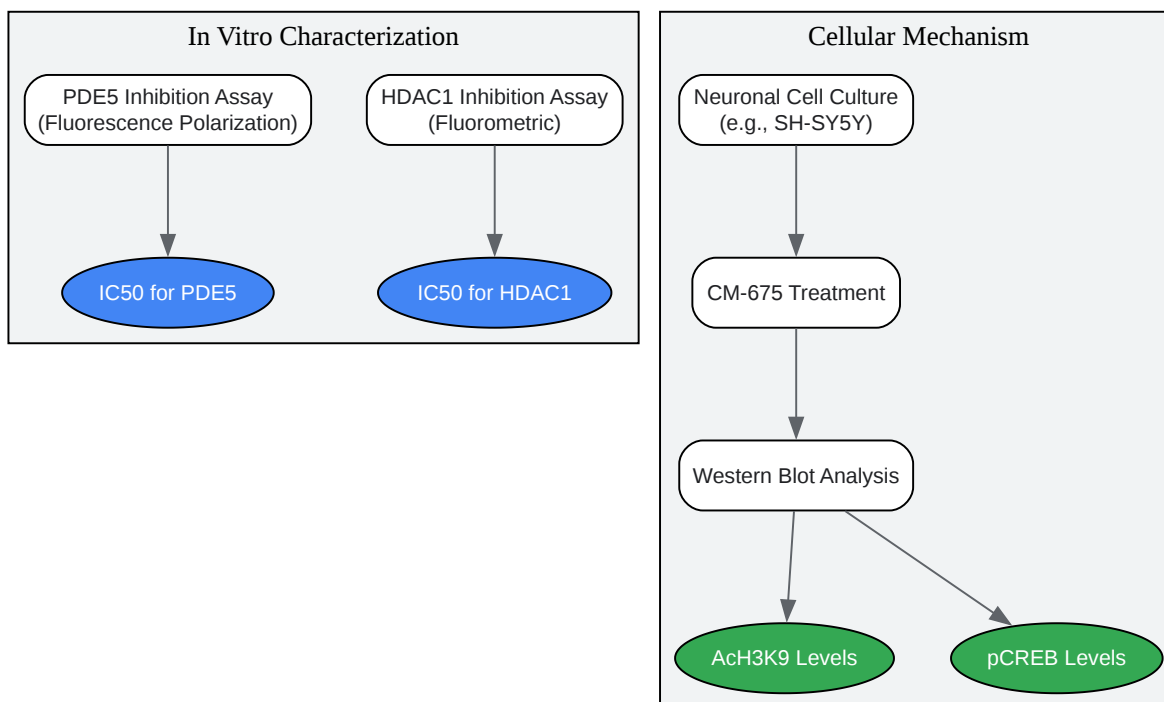 In Vitro Characterization
PDE5 Inhibition Assay
(Fluorescence Polarization)
HDAC1 Inhibition Assay
(Fluorometric)
IC50 for PDE5
IC50 for HDAC1
Cellular Mechanism
Neuronal Cell Culture
(e.g., SH-SY5Y)
CM-675 Treatment
Western Blot Analysis
AcH3K9 Levels
pCREB Levels